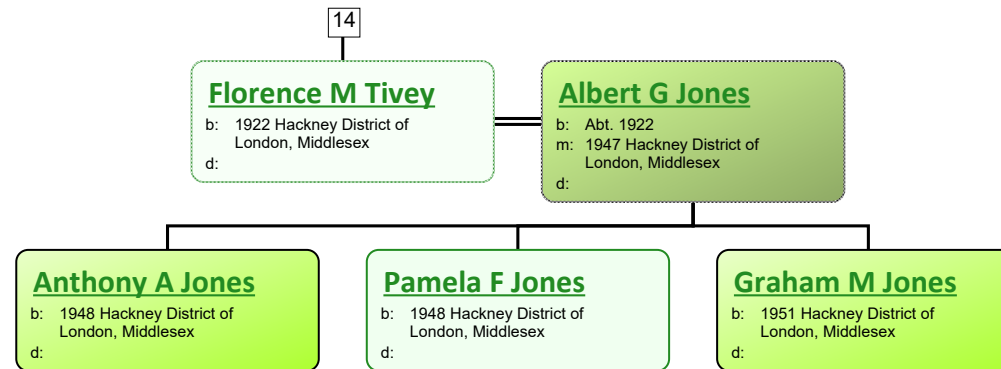 14
Florence M Tivey
b: 1922 Hackney District of
London, Middlesex
d:
Albert G Jones
b: Abt. 1922
m: 1947 Hackney District of
London, Middlesex
d:
Anthony A Jones
b: 1948 Hackney District of
London, Middlesex
d:
Pamela F Jones
b: 1948 Hackney District of
London, Middlesex
d:
Graham M Jones
b: 1951 Hackney District of
London, Middlesex
d: